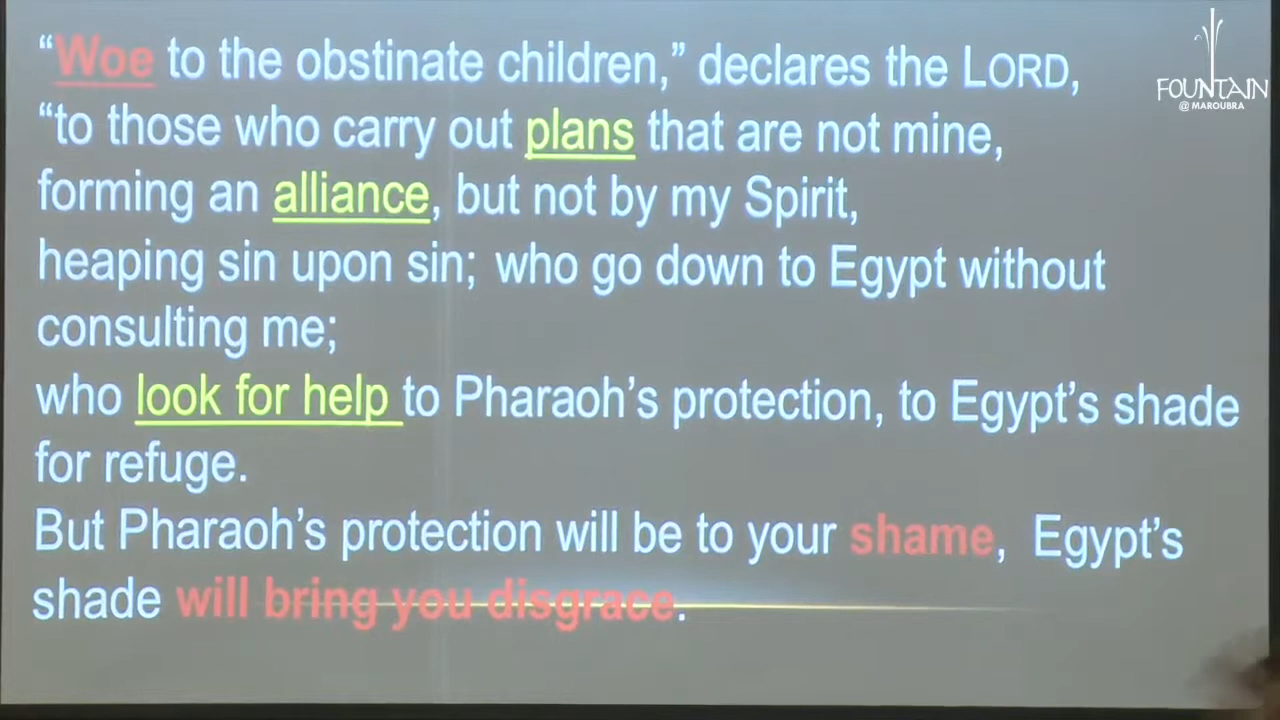 “Woe to the obstinate children,” declares the LORD,
“to those who carry out plans that are not mine,
forming an alliance, but not by my Spirit,
heaping sin upon sin; who go down to Egypt without
consulting me;
who look for help to Pharaoh’s protection, to Egypt’s shade
for refuge.
But Pharaoh’s protection will be to your shame, Egypt’s
shade will bring you disgrace.
FOUNTAIN
@ MAROUBRA